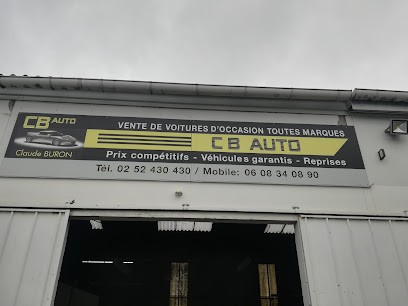 CB AUTO
Claude BURON
VENTE DE VOITURES D'OCCASION TOUTES MARQUES
CB AUTO
Prix compétitifs - Véhicules garantis - Reprises
Tél. 02 52 430 430 / Mobile: 06 08 34 08 90